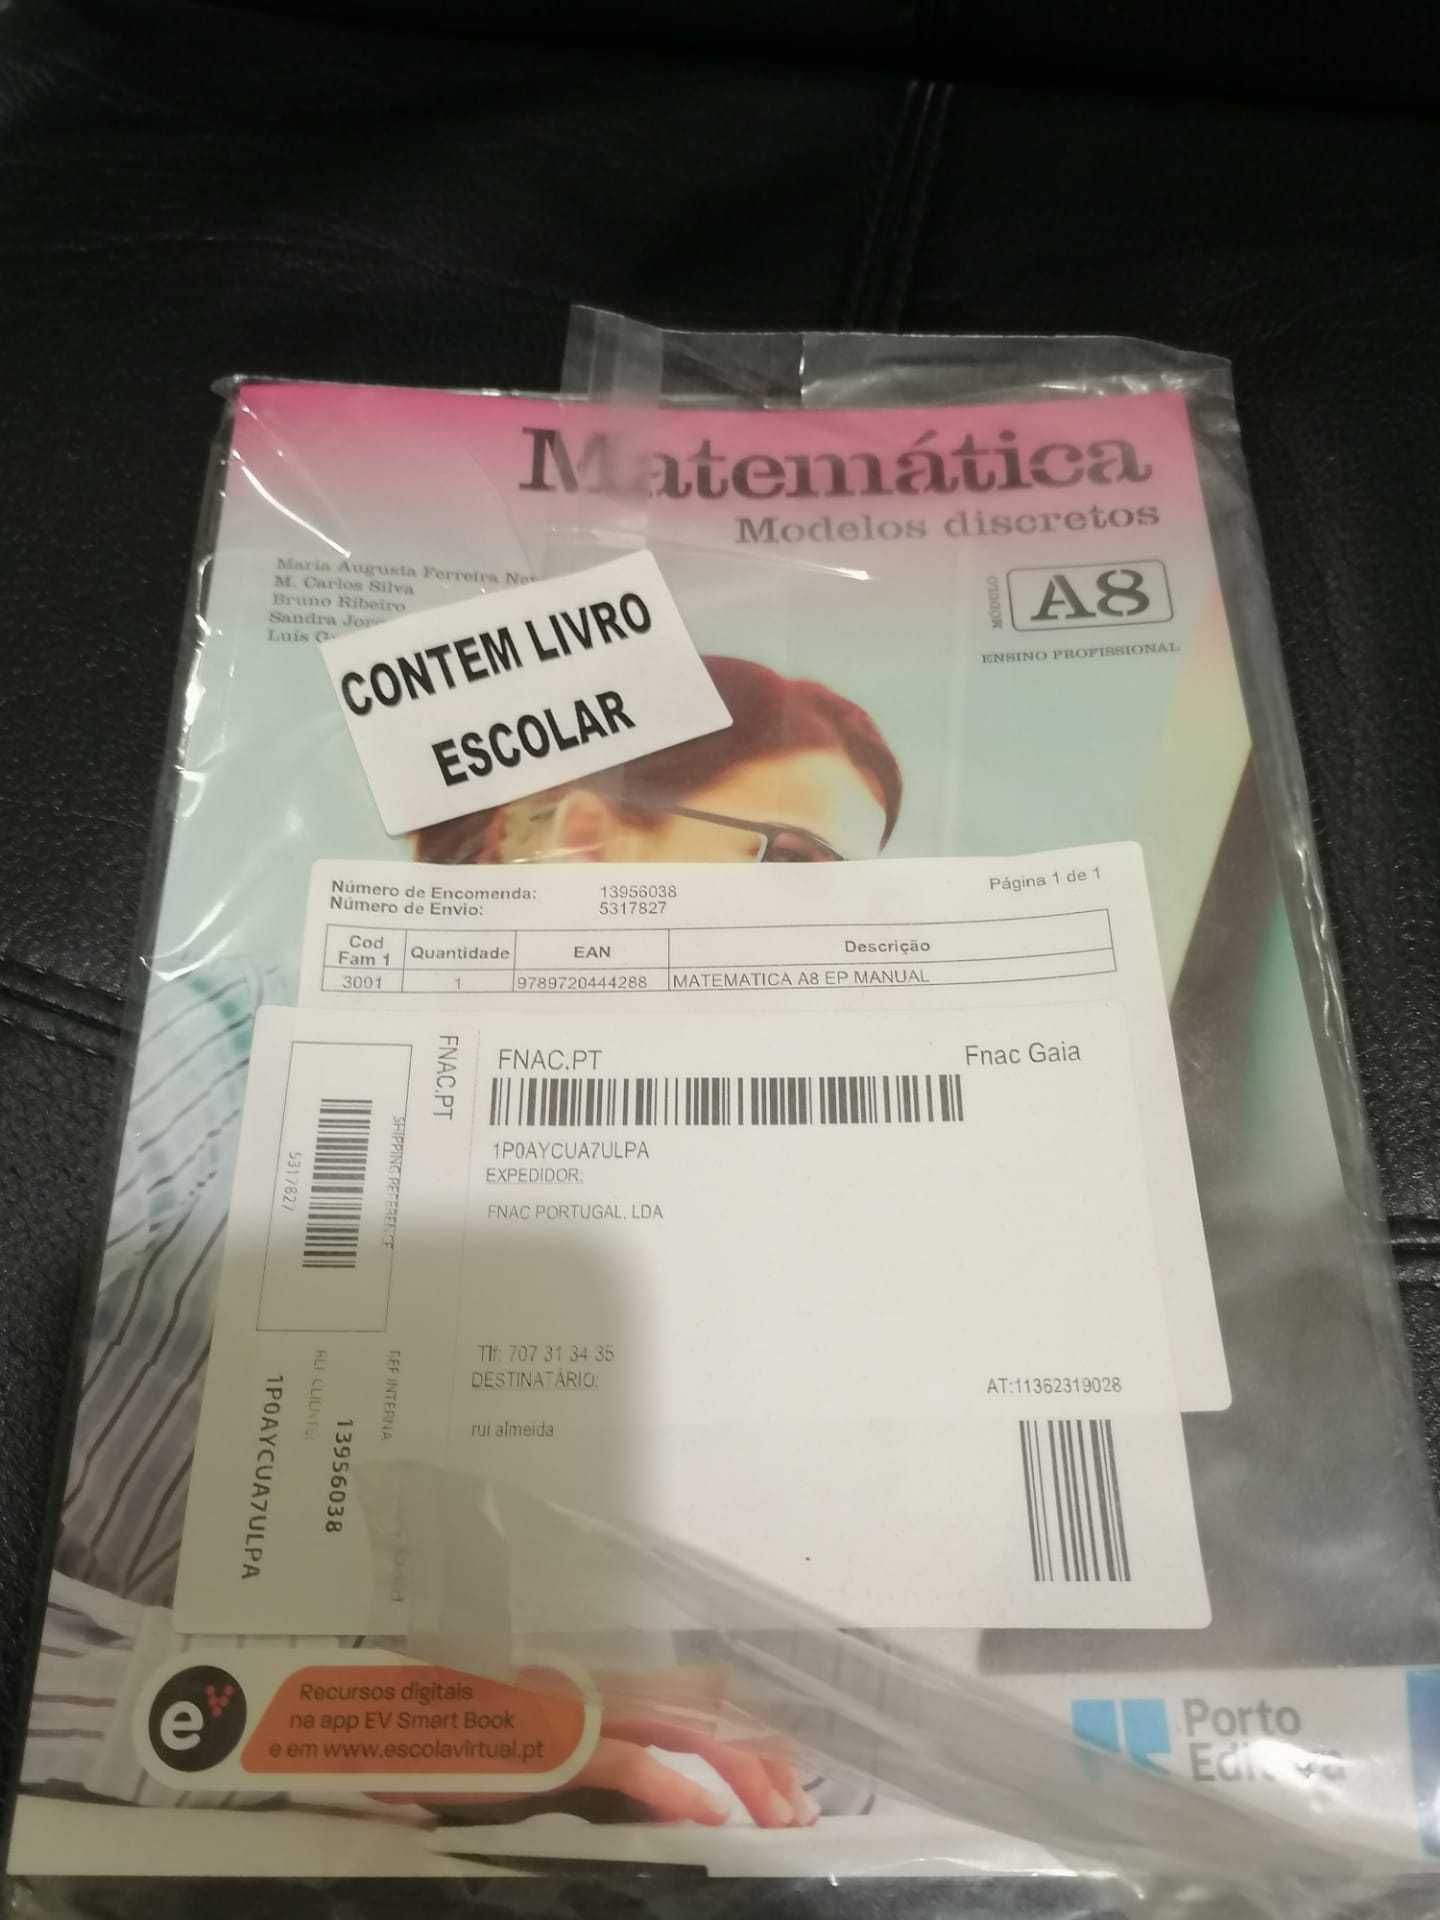 Matemática
Modelos discretos
Maria Augusta Ferreira
M. Carlos Silva
Bruno Ribeiro
Sandra
Luís
MÓDULO
A8
ENSINO PROFISSIONAL
CONTEM LIVRO
ESCOLAR
Número de Encomenda: 13956038
Número de Envio: 5317827
Página 1 de 1
Cod Fam 1 Quantidade EAN Descrição
3001 1 9789720444288 MATEMATICA A8 EP MANUAL
FNAC.PT
SHIPPING REFERENCE
5317827
REF INTERNA
13956038
REF CLIENTE:
1P0AYCUA7ULPA
FNAC.PT
Fnac Gaia
1P0AYCUA7ULPA
EXPEDIDOR:
FNAC PORTUGAL, LDA
Tlf: 707 31 34 35
DESTINATÁRIO:
AT:11362319028
rui almeida
e
Recursos digitais
na app EV Smart Book
e em www.escolavirtual.pt
Porto
Editora